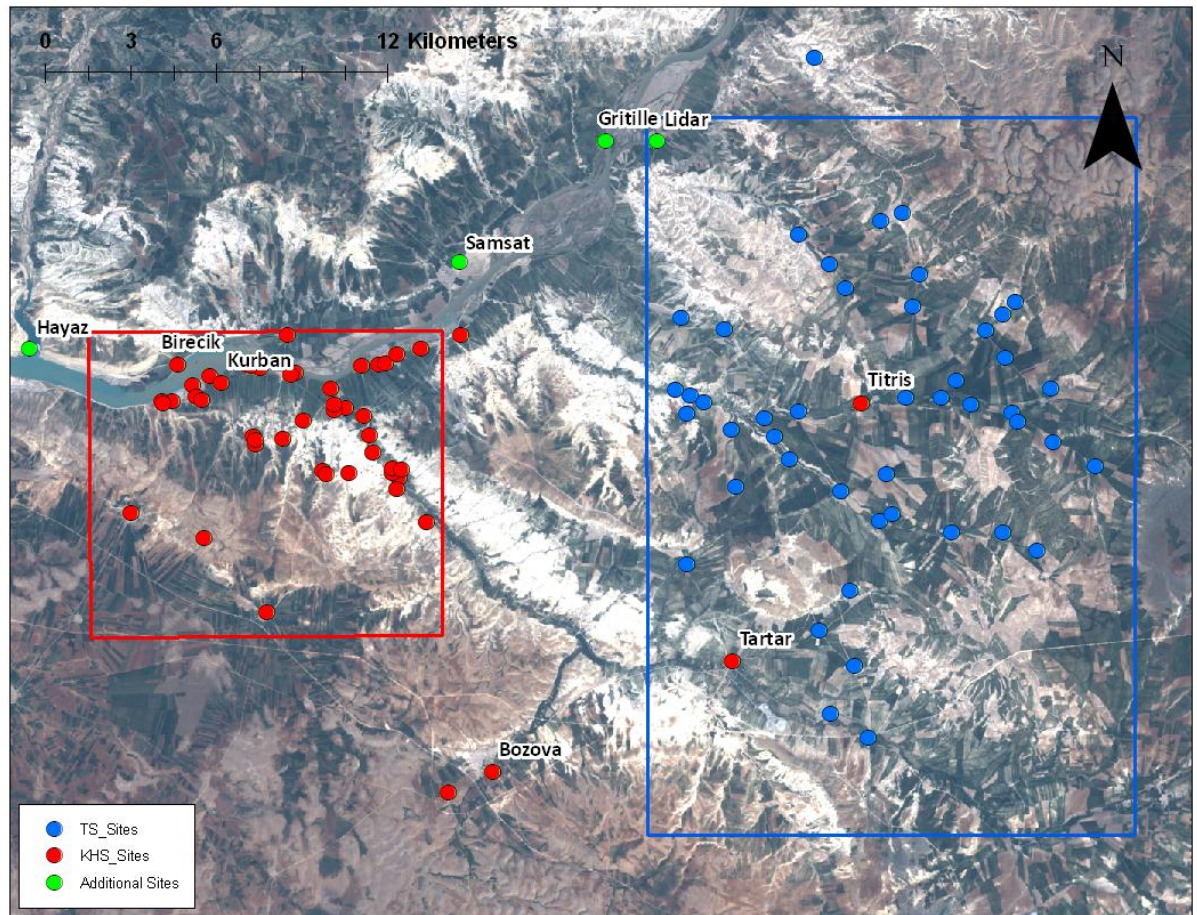 0 3 6 12 Kilometers
N
Gritille Lidar
Samsat
Hayaz
Birecik
Kurban
Titris
Tartar
Bozova
TS_Sites
KHS_Sites
Additional Sites